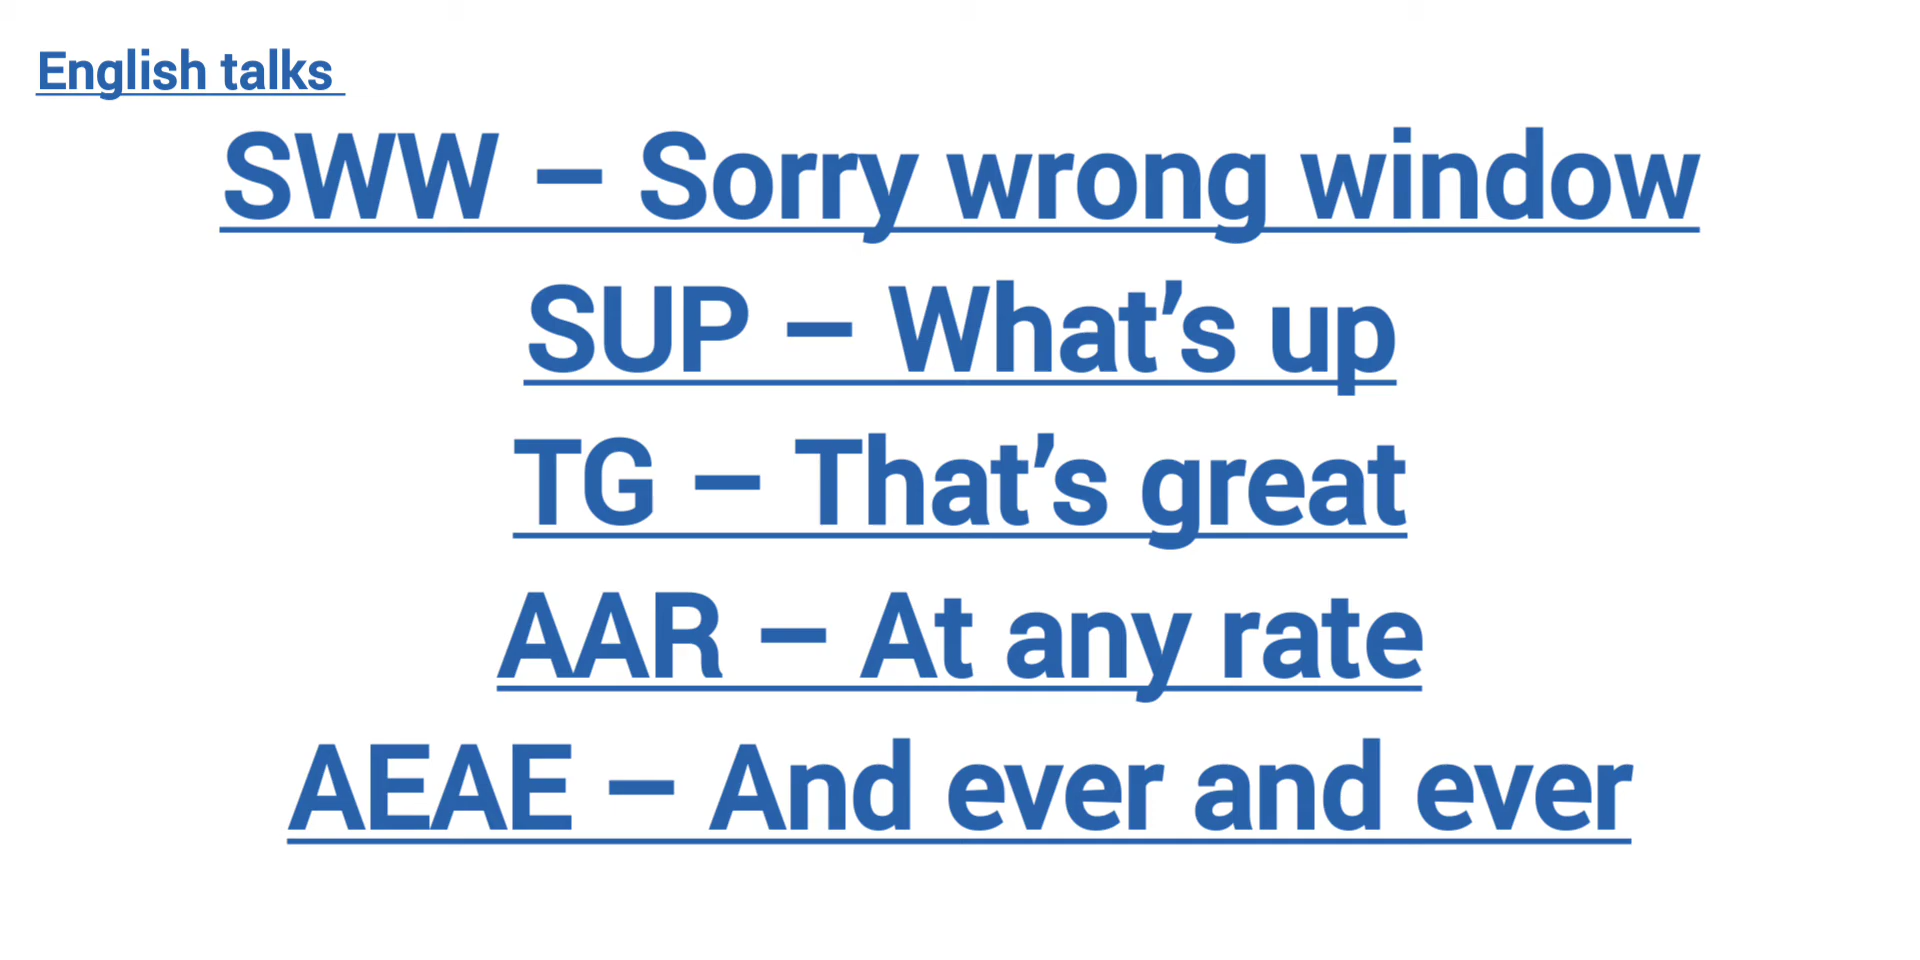 English talks
SWW – Sorry wrong window
SUP – What’s up
TG – That’s great
AAR – At any rate
AEAE – And ever and ever